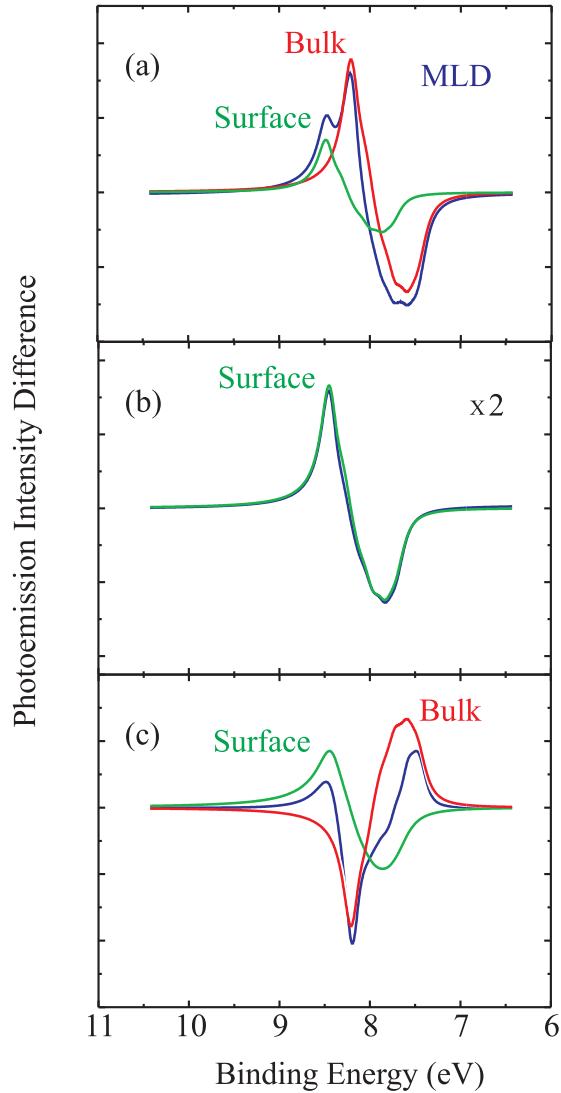 (a)
Bulk
MLD
Surface
Photoemission Intensity Difference
(b)
Surface
x2
(c)
Bulk
Surface
11 10 9 8 7 6
Binding Energy (eV)